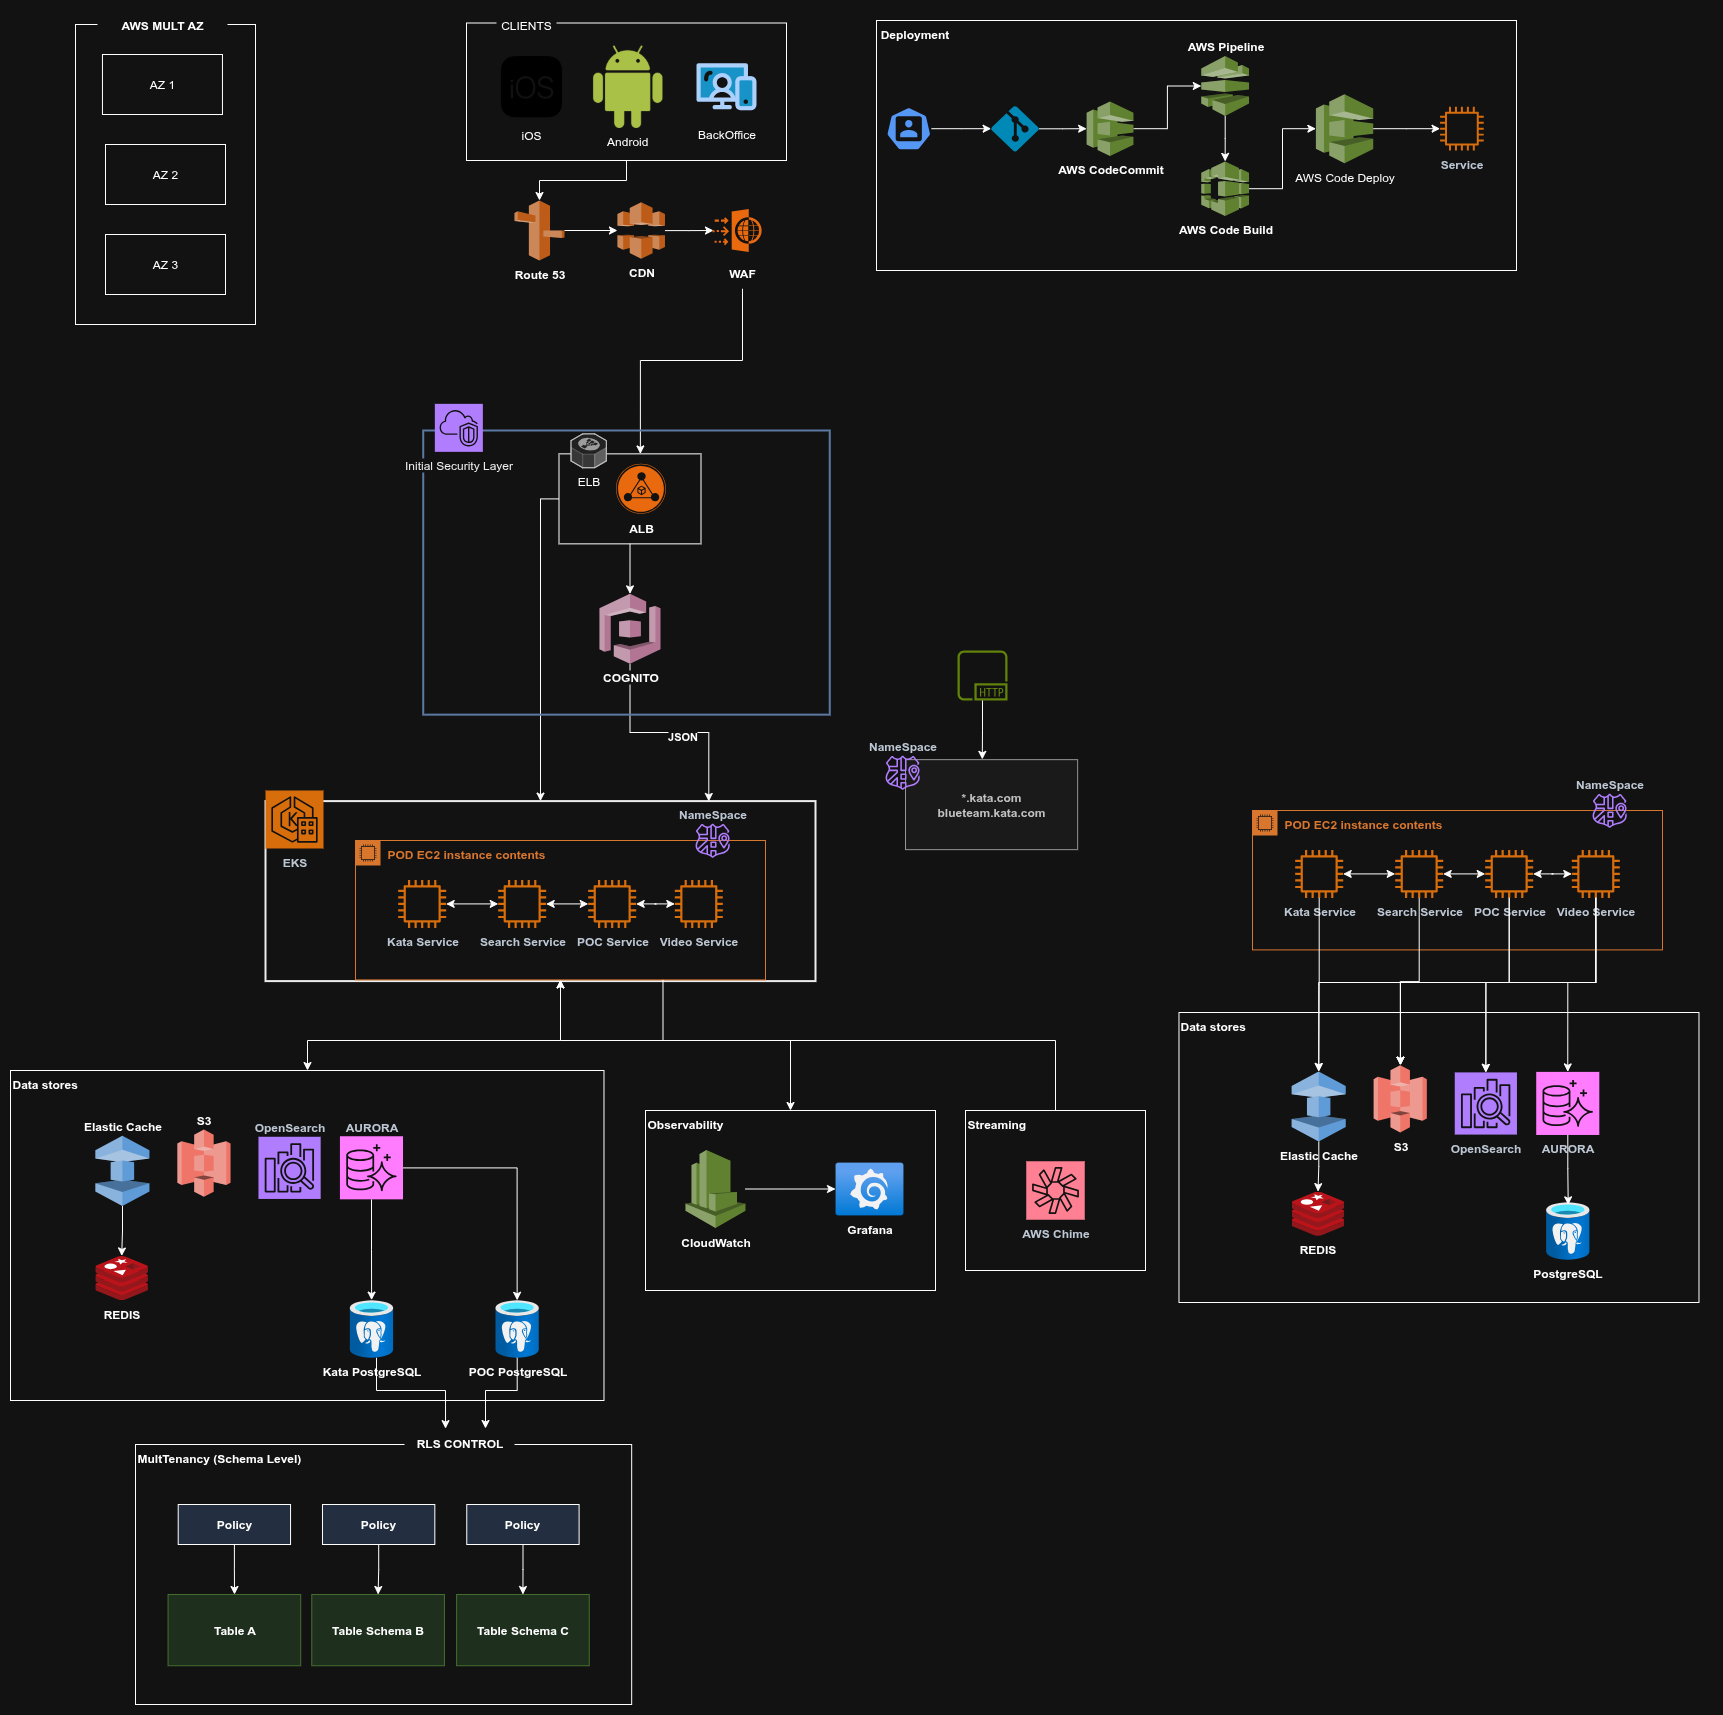 AWS MULT AZ
AZ 1
AZ 2
AZ 3
CLIENTS
iOS
iOS
Android
BackOffice
Route 53
CDN
WAF
Deployment
AWS CodeCommit
AWS Pipeline
AWS Code Build
AWS Code Deploy
Service
Initial Security Layer
ELB
ALB
COGNITO
JSON
HTTP
NameSpace
*.kata.com
blueteam.kata.com
EKS
K
NameSpace
POD EC2 instance contents
Kata Service
Search Service
POC Service
Video Service
NameSpace
POD EC2 instance contents
Kata Service
Search Service
POC Service
Video Service
Data stores
Elastic Cache
S3
OpenSearch
AURORA
REDIS
Kata PostgreSQL
POC PostgreSQL
Observability
CloudWatch
Grafana
Streaming
AWS Chime
Data stores
Elastic Cache
S3
OpenSearch
AURORA
REDIS
PostgreSQL
RLS CONTROL
MultTenancy (Schema Level)
Policy
Policy
Policy
Table A
Table Schema B
Table Schema C